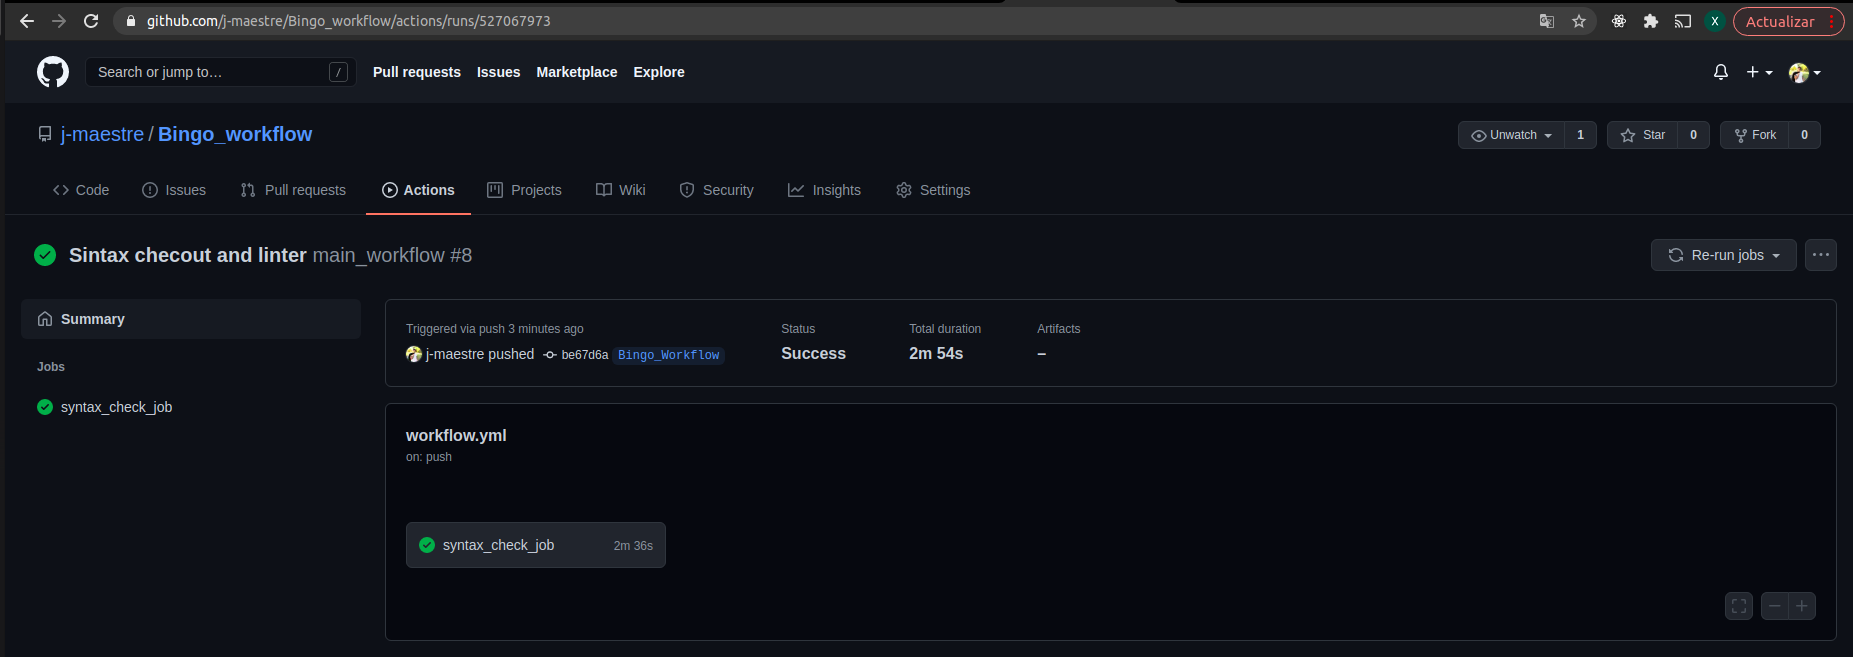 github.com/j-maestre/Bingo_workflow/actions/runs/527067973
X
Actualizar
Search or jump to… /
Pull requests Issues Marketplace Explore
j-maestre / Bingo_workflow
Unwatch 1 Star 0 Fork 0
Code Issues Pull requests Actions Projects Wiki Security Insights Settings
Sintax checout and linter main_workflow #8
Re-run jobs
Summary
Jobs
syntax_check_job
Triggered via push 3 minutes ago
j-maestre pushed be67d6a Bingo_Workflow
Status
Success
Total duration
2m 54s
Artifacts
–
workflow.yml
on: push
syntax_check_job 2m 36s